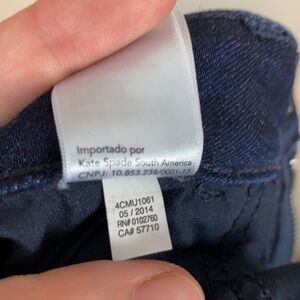 Importado por
Kate Spade South America
CNPJ: 10.853.238/0001-13
4CMU1061
05 / 2014
RN# 0102760
CA# 57710